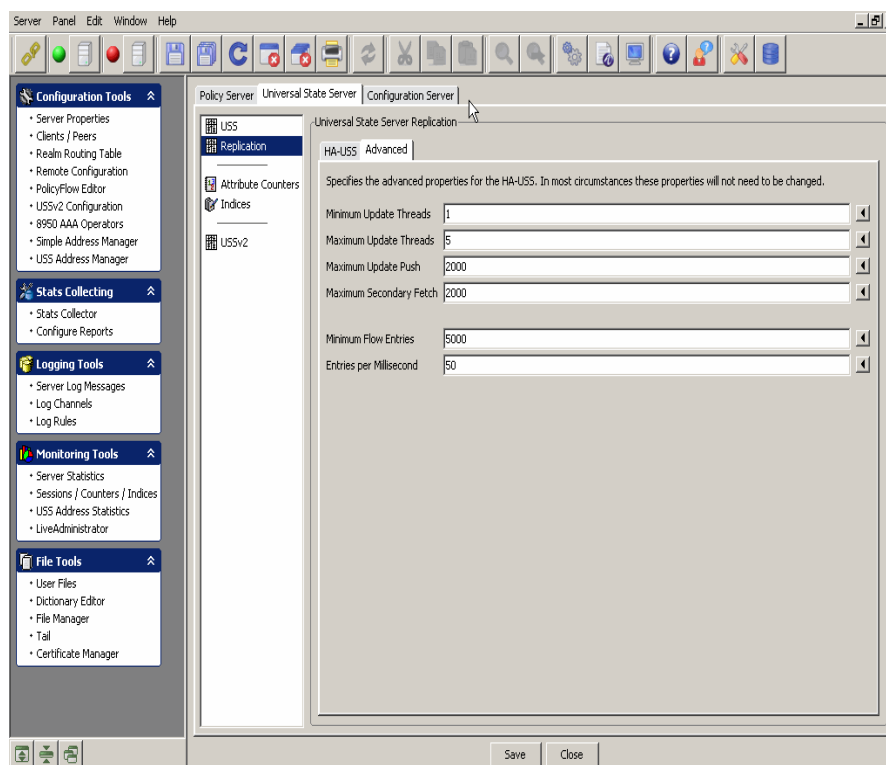 Server Panel Edit Window Help
Configuration Tools
Server Properties
Clients / Peers
Realm Routing Table
Remote Configuration
PolicyFlow Editor
USSv2 Configuration
8950 AAA Operators
Simple Address Manager
USS Address Manager
Stats Collecting
Stats Collector
Configure Reports
Logging Tools
Server Log Messages
Log Channels
Log Rules
Monitoring Tools
Server Statistics
Sessions / Counters / Indices
USS Address Statistics
LiveAdministrator
File Tools
User Files
Dictionary Editor
File Manager
Tail
Certificate Manager
Policy Server Universal State Server Configuration Server
USS
Replication
Attribute Counters
Indices
USSv2
Universal State Server Replication
HA-USS Advanced
Specifies the advanced properties for the HA-USS. In most circumstances these properties will not need to be changed.
Minimum Update Threads 1
Maximum Update Threads 5
Maximum Update Push 2000
Maximum Secondary Fetch 2000
Minimum Flow Entries 5000
Entries per Millisecond 50
Save Close